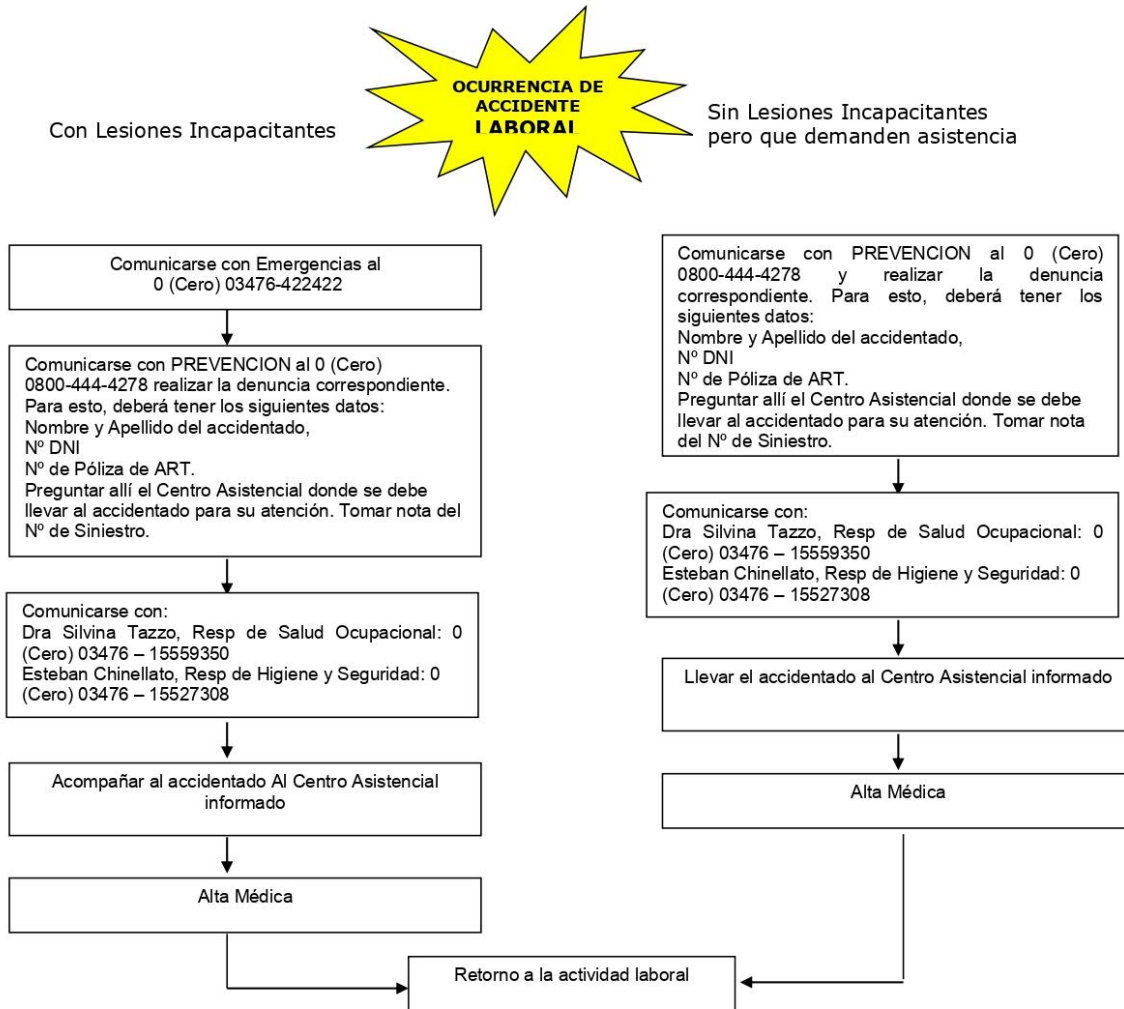 OCURRENCIA DE
ACCIDENTE
LABORAL
Con Lesiones Incapacitantes
Sin Lesiones Incapacitantes
pero que demanden asistencia
Comunicarse con Emergencias al
0 (Cero) 03476-422422
Comunicarse con PREVENCION al 0 (Cero)
0800-444-4278 realizar la denuncia correspondiente.
Para esto, deberá tener los siguientes datos:
Nombre y Apellido del accidentado,
Nº DNI
Nº de Póliza de ART.
Preguntar allí el Centro Asistencial donde se debe
llevar al accidentado para su atención. Tomar nota del
Nº de Siniestro.
Comunicarse con:
Dra Silvina Tazzo, Resp de Salud Ocupacional: 0
(Cero) 03476 – 15559350
Esteban Chinellato, Resp de Higiene y Seguridad: 0
(Cero) 03476 – 15527308
Acompañar al accidentado Al Centro Asistencial
informado
Alta Médica
Comunicarse con PREVENCION al 0 (Cero)
0800-444-4278 y realizar la denuncia
correspondiente. Para esto, deberá tener los
siguientes datos:
Nombre y Apellido del accidentado,
Nº DNI
Nº de Póliza de ART.
Preguntar allí el Centro Asistencial donde se debe
llevar al accidentado para su atención. Tomar nota
del Nº de Siniestro.
Comunicarse con:
Dra Silvina Tazzo, Resp de Salud Ocupacional: 0
(Cero) 03476 – 15559350
Esteban Chinellato, Resp de Higiene y Seguridad: 0
(Cero) 03476 – 15527308
Llevar el accidentado al Centro Asistencial informado
Alta Médica
Retorno a la actividad laboral